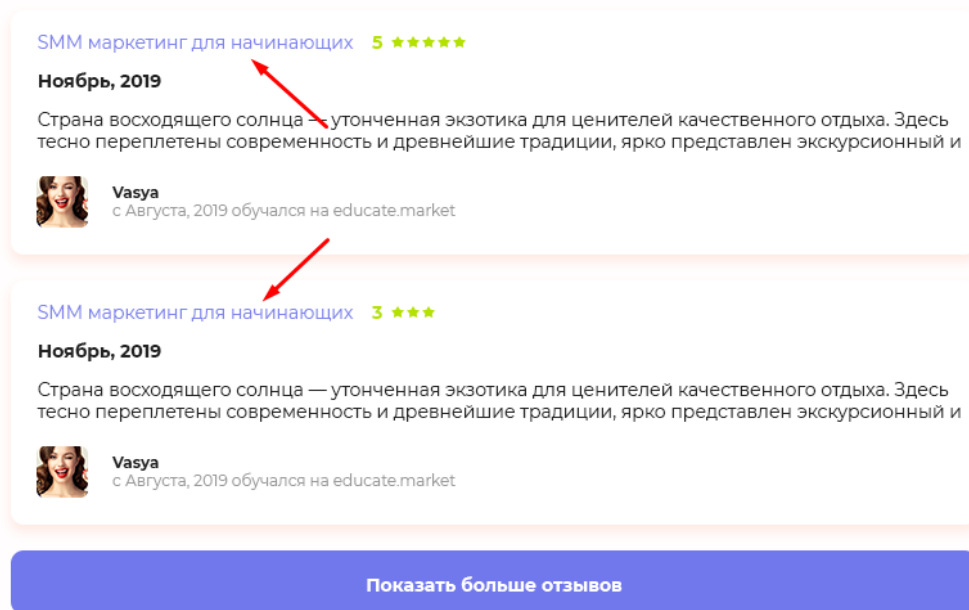 SMM маркетинг для начинающих 5 ★★★★★
Ноябрь, 2019
Страна восходящего солнца — утонченная экзотика для ценителей качественного отдыха. Здесь
тесно переплетены современность и древнейшие традиции, ярко представлен экскурсионный и
Vasya
с Августа, 2019 обучался на educate.market
SMM маркетинг для начинающих 3 ★★★
Ноябрь, 2019
Страна восходящего солнца — утонченная экзотика для ценителей качественного отдыха. Здесь
тесно переплетены современность и древнейшие традиции, ярко представлен экскурсионный и
Vasya
с Августа, 2019 обучался на educate.market
Показать больше отзывов